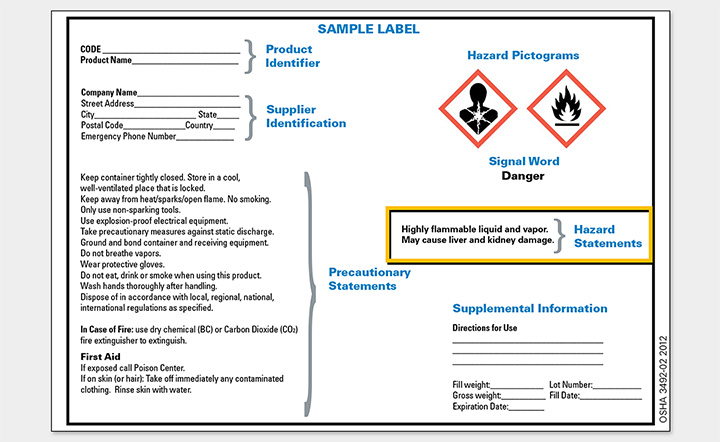 SAMPLE LABEL
CODE
Product Name
Product
Identifier
Company Name
Street Address
City State
Postal Code Country
Emergency Phone Number
Supplier
Identification
Hazard Pictograms
Signal Word
Danger
Keep container tightly closed. Store in a cool,
well-ventilated place that is locked.
Keep away from heat/sparks/open flame. No smoking.
Only use non-sparking tools.
Use explosion-proof electrical equipment.
Take precautionary measures against static discharge.
Ground and bond container and receiving equipment.
Do not breathe vapors.
Wear protective gloves.
Do not eat, drink or smoke when using this product.
Wash hands thoroughly after handling.
Dispose of in accordance with local, regional, national,
international regulations as specified.
In Case of Fire: use dry chemical (BC) or Carbon Dioxide (CO₂)
fire extinguisher to extinguish.
First Aid
If exposed call Poison Center.
If on skin (or hair): Take off immediately any contaminated
clothing. Rinse skin with water.
Precautionary
Statements
Highly flammable liquid and vapor.
May cause liver and kidney damage.
Hazard
Statements
Supplemental Information
Directions for Use
Fill weight: Lot Number:
Gross weight: Fill Date:
Expiration Date:
OSHA 3492-02 2012